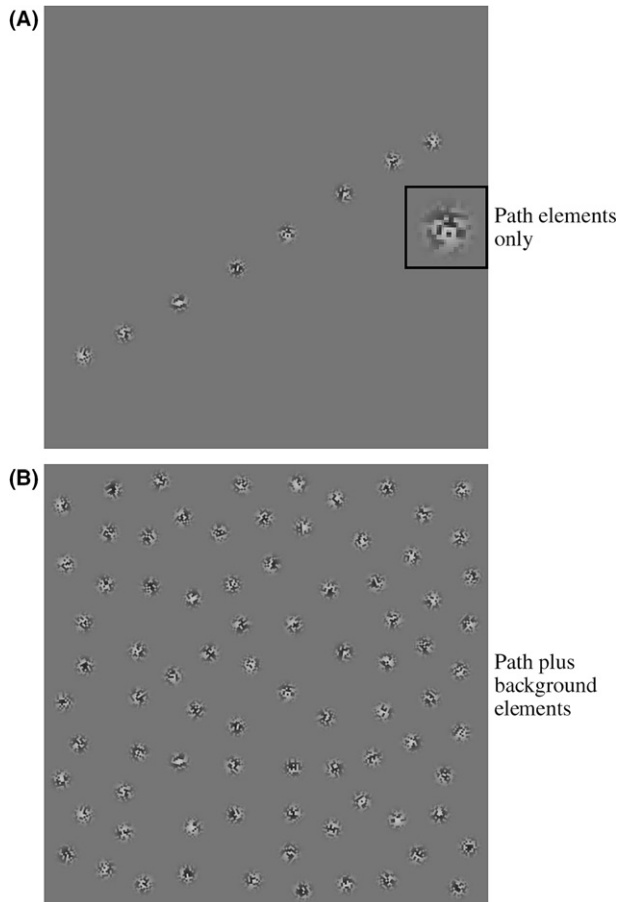 (A)
Path elements
only
(B)
Path plus
background
elements